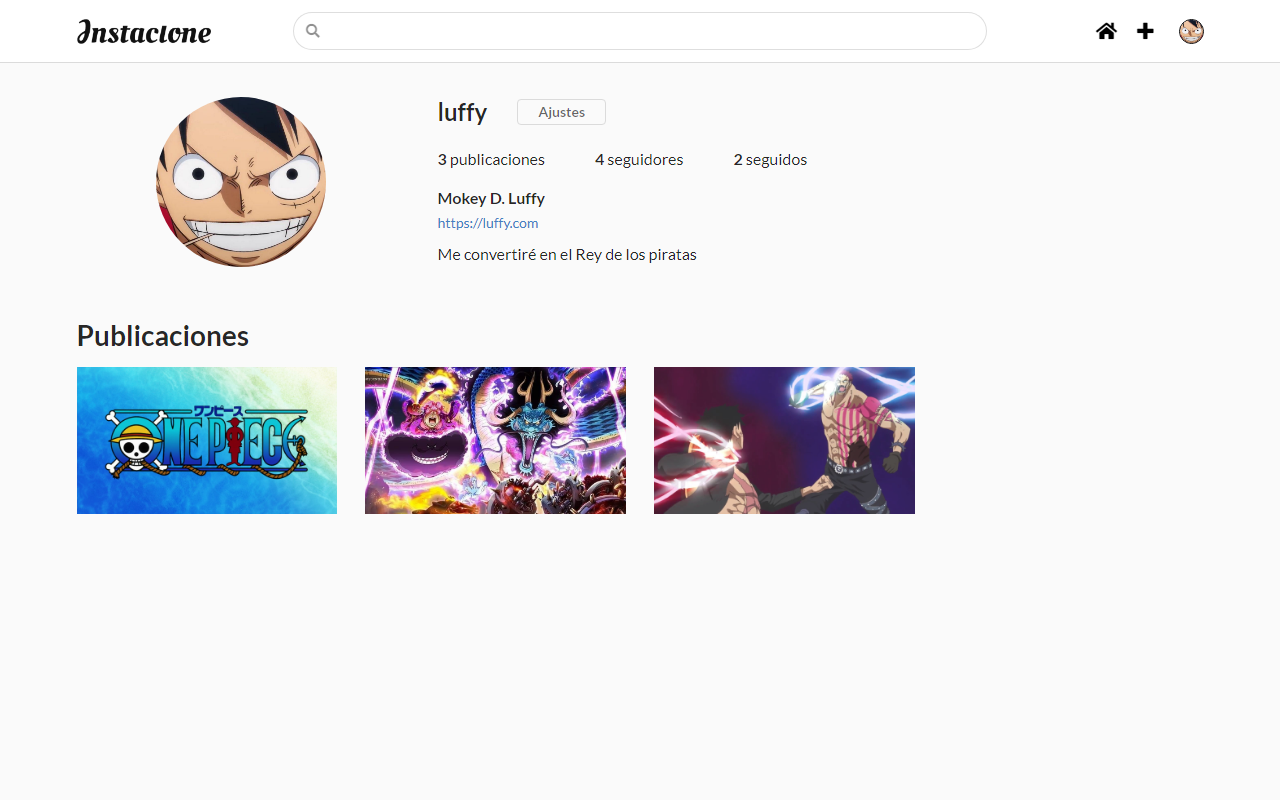 Instaclone
luffy
Ajustes
3 publicaciones
4 seguidores
2 seguidos
Mokey D. Luffy
https://luffy.com
Me convertiré en el Rey de los piratas
Publicaciones
ワンピース
ONE PIECE